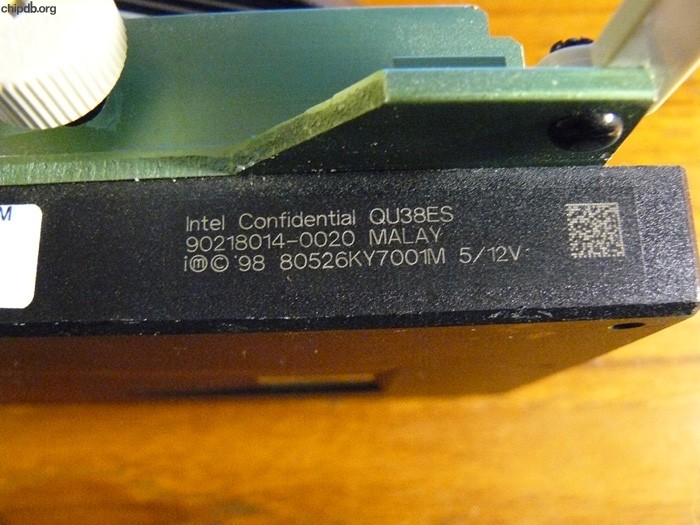 chipdb.org
M
Intel Confidential QU38ES
90218014-0020 MALAY
i Ⓜ © '98 80526KY7001M 5/12V